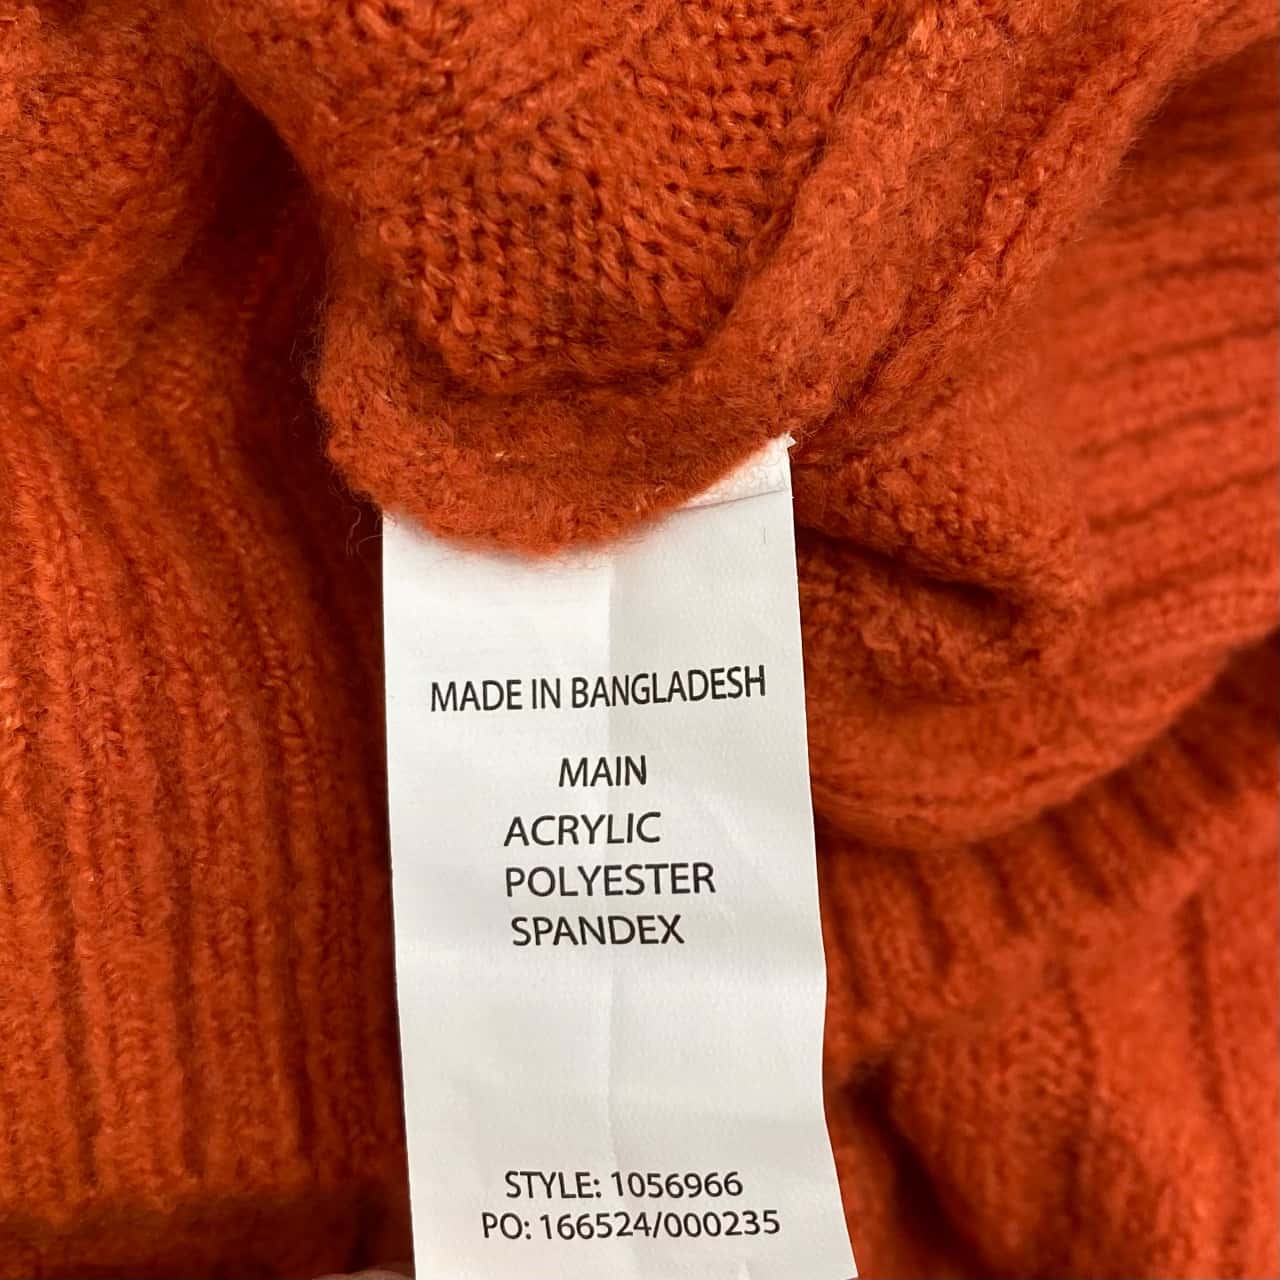 MADE IN BANGLADESH
MAIN
ACRYLIC
POLYESTER
SPANDEX
STYLE: 1056966
PO: 166524/000235